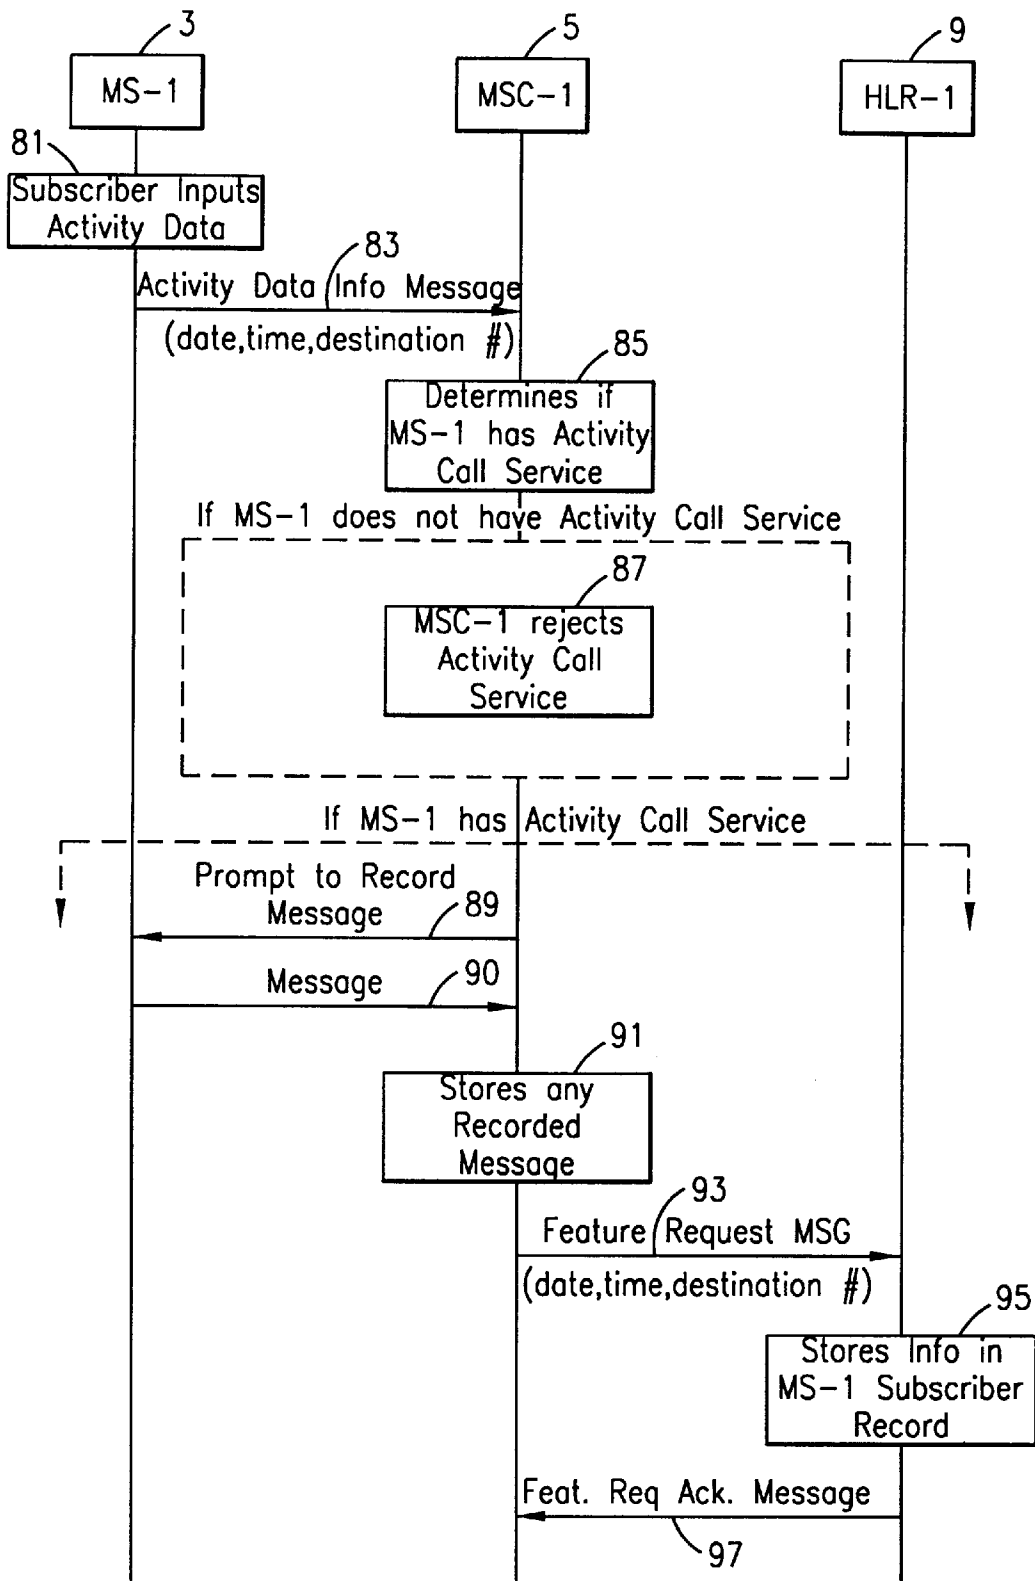 3
5
9
MS-1
MSC-1
HLR-1
81
Subscriber Inputs
Activity Data
83
Activity Data Info Message
(date,time,destination #)
85
Determines if
MS-1 has Activity
Call Service
If MS-1 does not have Activity Call Service
87
MSC-1 rejects
Activity Call
Service
If MS-1 has Activity Call Service
Prompt to Record
Message
89
Message
90
91
Stores any
Recorded
Message
93
Feature Request MSG
(date,time,destination #)
95
Stores Info in
MS-1 Subscriber
Record
Feat. Req Ack. Message
97